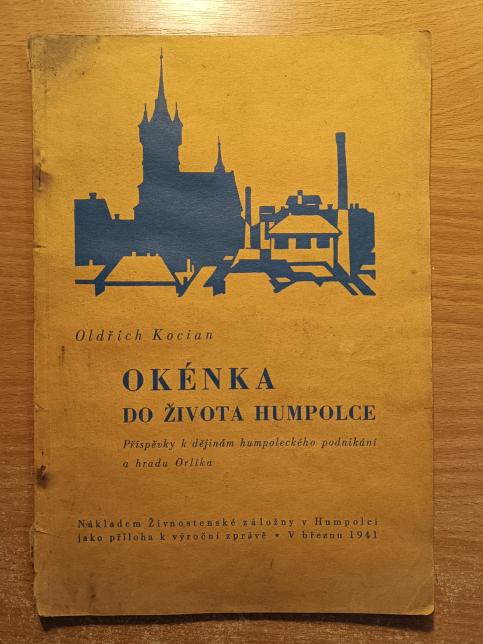 Oldřich Kocian
OKÉNKA
DO ŽIVOTA HUMPOLCE
Příspěvky k dějinám humpoleckého podnikání
a hradu Orlíka
Nákladem Živnostenské záložny v Humpolci
jako příloha k výroční zprávě • V březnu 1941